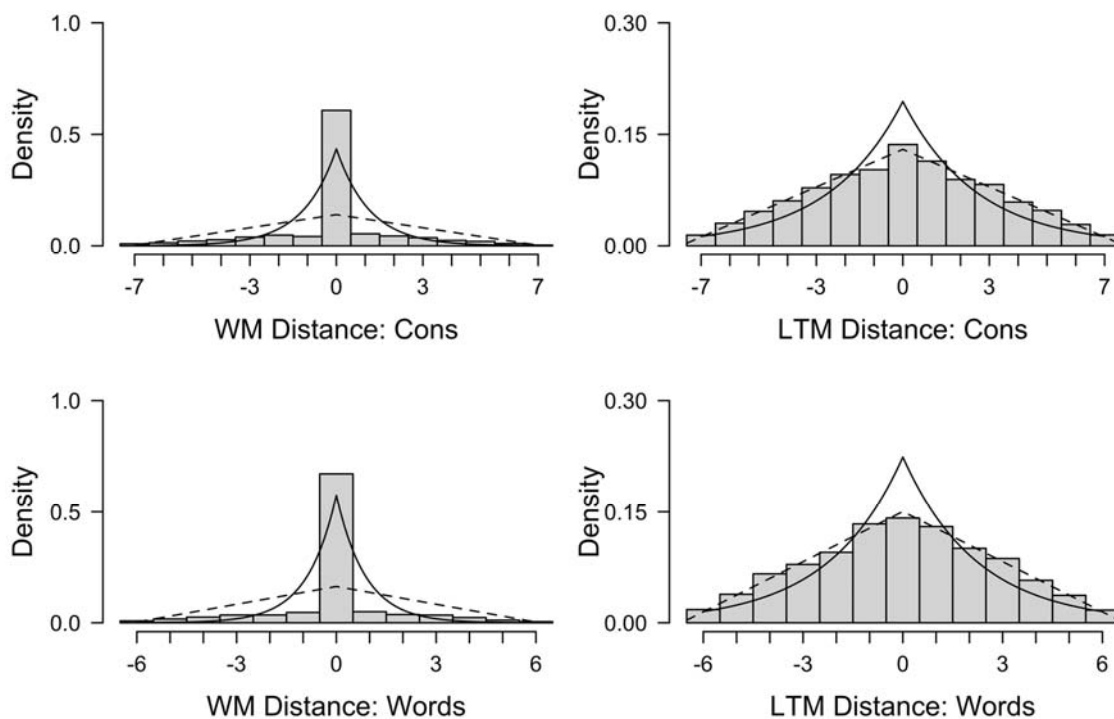 1.0
0.5
0.0
Density
-7 0 3 7
WM Distance: Cons
0.30
0.15
0.00
Density
-7 0 3 7
LTM Distance: Cons
1.0
0.5
0.0
Density
-6 -3 0 3 6
WM Distance: Words
0.30
0.15
0.00
Density
-6 -3 0 3 6
LTM Distance: Words